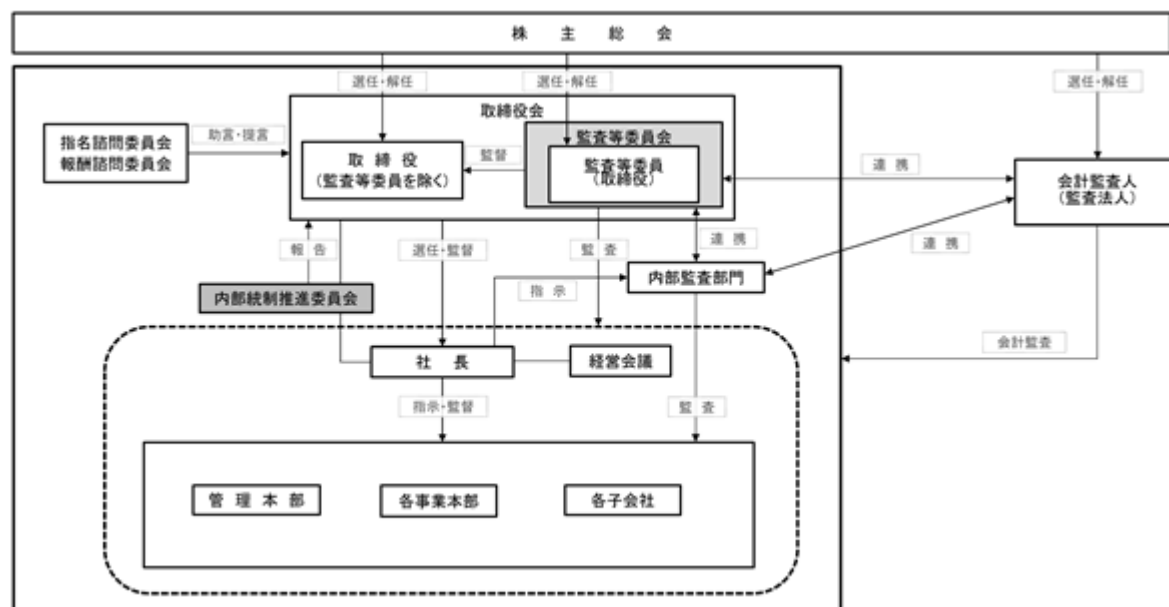 株 主 総 会
選任・解任
選任・解任
選任・解任
取締役会
監査等委員会
指名諮問委員会
報酬諮問委員会
助言・提言
取 締 役
(監査等委員を除く)
監督
監査等委員
(取締役)
連 携
会計監査人
(監査法人)
報 告
選任・監督
監 査
連 携
連 携
内部監査部門
指 示
内部統制推進委員会
社 長
経営会議
会計監査
指示・監督
監 査
管 理 本 部
各事業本部
各子会社